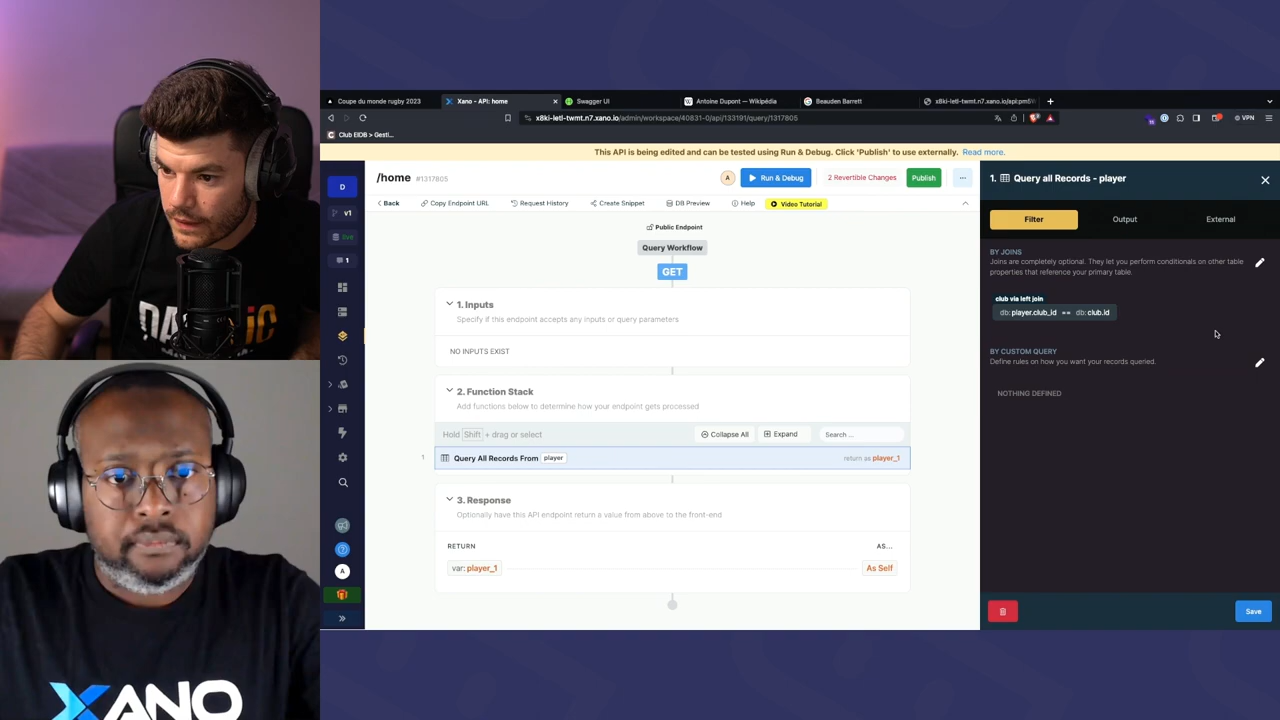 Coupe du monde rugby 2023
Xano - API: home
Swagger UI
Antoine Dupont — Wikipédia
Beauden Barrett
x8ki-letl-twmt.n7.xano.io/admin/workspace/40831-0/api/133191/query/1317805
VPN
Club EIDB > Gesti...
This API is being edited and can be tested using Run & Debug. Click 'Publish' to use externally. Read more.
D
v1
live
1
A
/home #1317805
A
Run & Debug
2 Revertible Changes
Publish
Back
Copy Endpoint URL
Request History
Create Snippet
DB Preview
Help
Video Tutorial
Public Endpoint
Query Workflow
GET
1. Inputs
Specify if this endpoint accepts any inputs or query parameters
NO INPUTS EXIST
2. Function Stack
Add functions below to determine how your endpoint gets processed
Hold Shift + drag or select
Collapse All
Expand
Search ...
1
Query All Records From player
return as player_1
3. Response
Optionally have this API endpoint return a value from above to the front-end
RETURN
AS...
var: player_1
As Self
1. Query all Records - player
Filter
Output
External
BY JOINS
Joins are completely optional. They let you perform conditionals on other table
properties that reference your primary table.
club via left join
db: player.club_id == db: club.id
BY CUSTOM QUERY
Define rules on how you want your records queried.
NOTHING DEFINED
Save
XANO